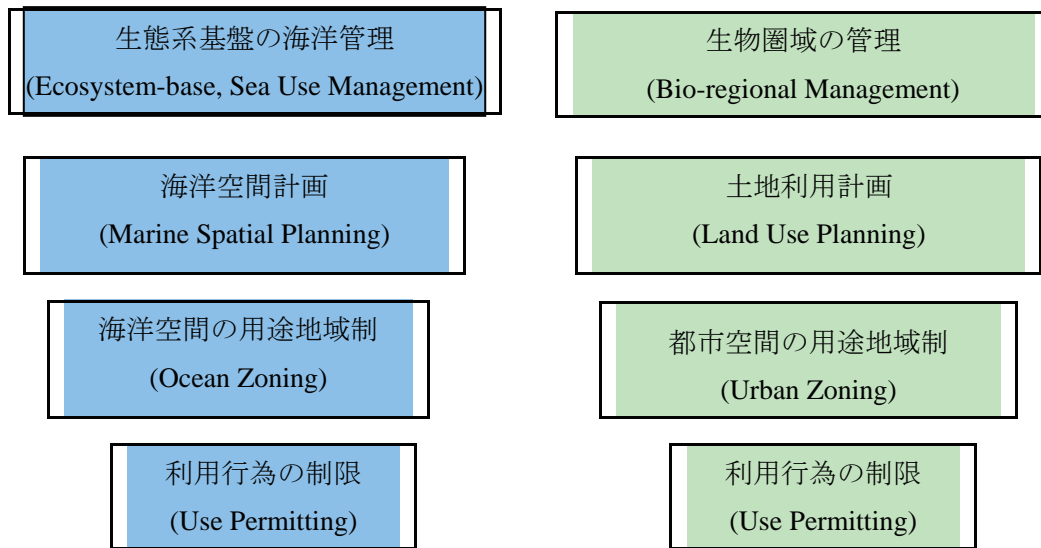 生態系基盤の海洋管理
(Ecosystem-base, Sea Use Management)
生物圏域の管理
(Bio-regional Management)
海洋空間計画
(Marine Spatial Planning)
土地利用計画
(Land Use Planning)
海洋空間の用途地域制
(Ocean Zoning)
都市空間の用途地域制
(Urban Zoning)
利用行為の制限
(Use Permitting)
利用行為の制限
(Use Permitting)